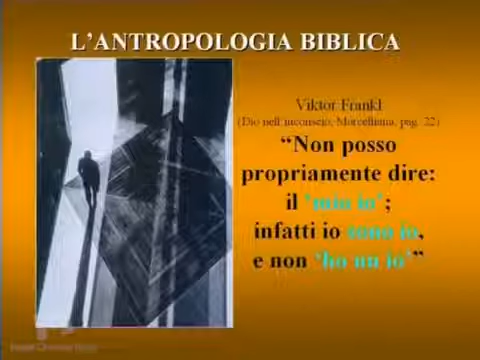 L'ANTROPOLOGIA BIBLICA
Viktor Frankl
(Dio nell'inconscio, Morcelliana, pag. 22)
“Non posso
propriamente dire:
il ‘mio io’;
infatti io sono io,
e non ‘ho un io’”